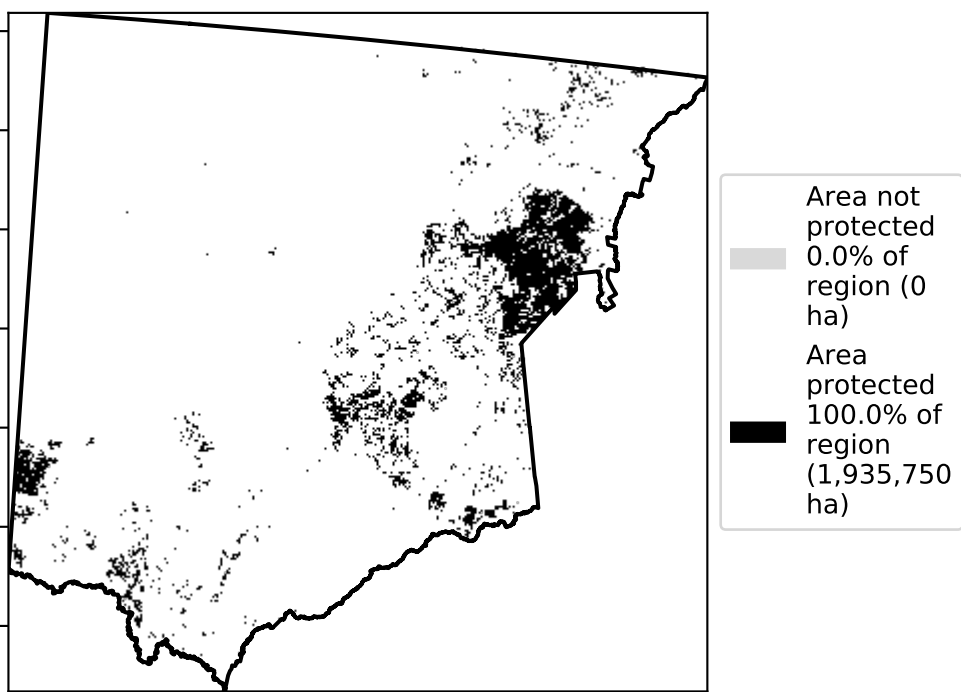 Area not
protected
0.0% of
region (0
ha)
Area
protected
100.0% of
region
(1,935,750
ha)